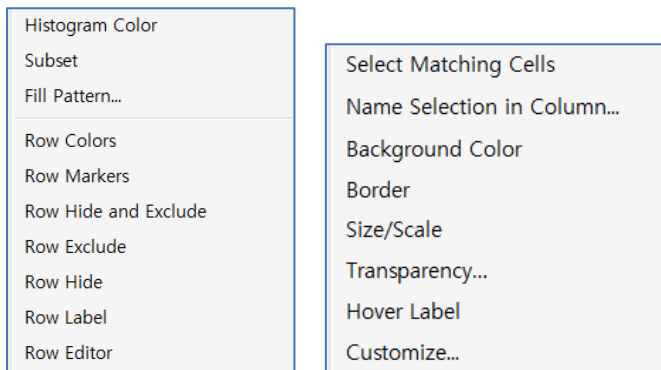 Histogram Color
Subset
Fill Pattern...
Row Colors
Row Markers
Row Hide and Exclude
Row Exclude
Row Hide
Row Label
Row Editor
Select Matching Cells
Name Selection in Column...
Background Color
Border
Size/Scale
Transparency...
Hover Label
Customize...